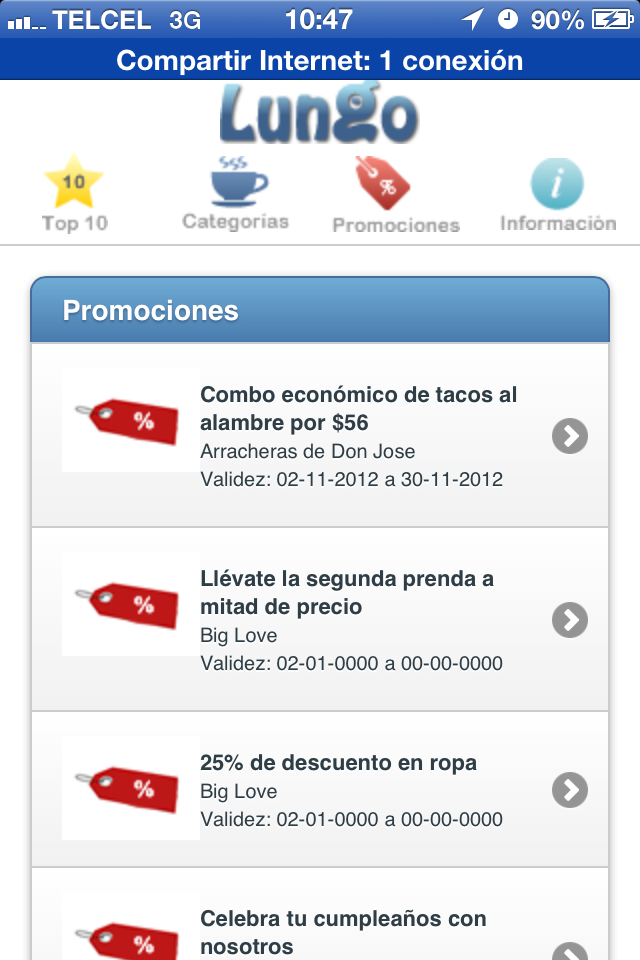 TELCEL 3G 10:47 90%
Compartir Internet: 1 conexión
Lungo
10
Top 10 Categorías Promociones Información
%
i
Promociones
Combo económico de tacos al
alambre por $56
Arracheras de Don Jose
Validez: 02-11-2012 a 30-11-2012
%
Llévate la segunda prenda a
mitad de precio
Big Love
Validez: 02-01-0000 a 00-00-0000
%
25% de descuento en ropa
Big Love
Validez: 02-01-0000 a 00-00-0000
%
Celebra tu cumpleaños con
nosotros
%